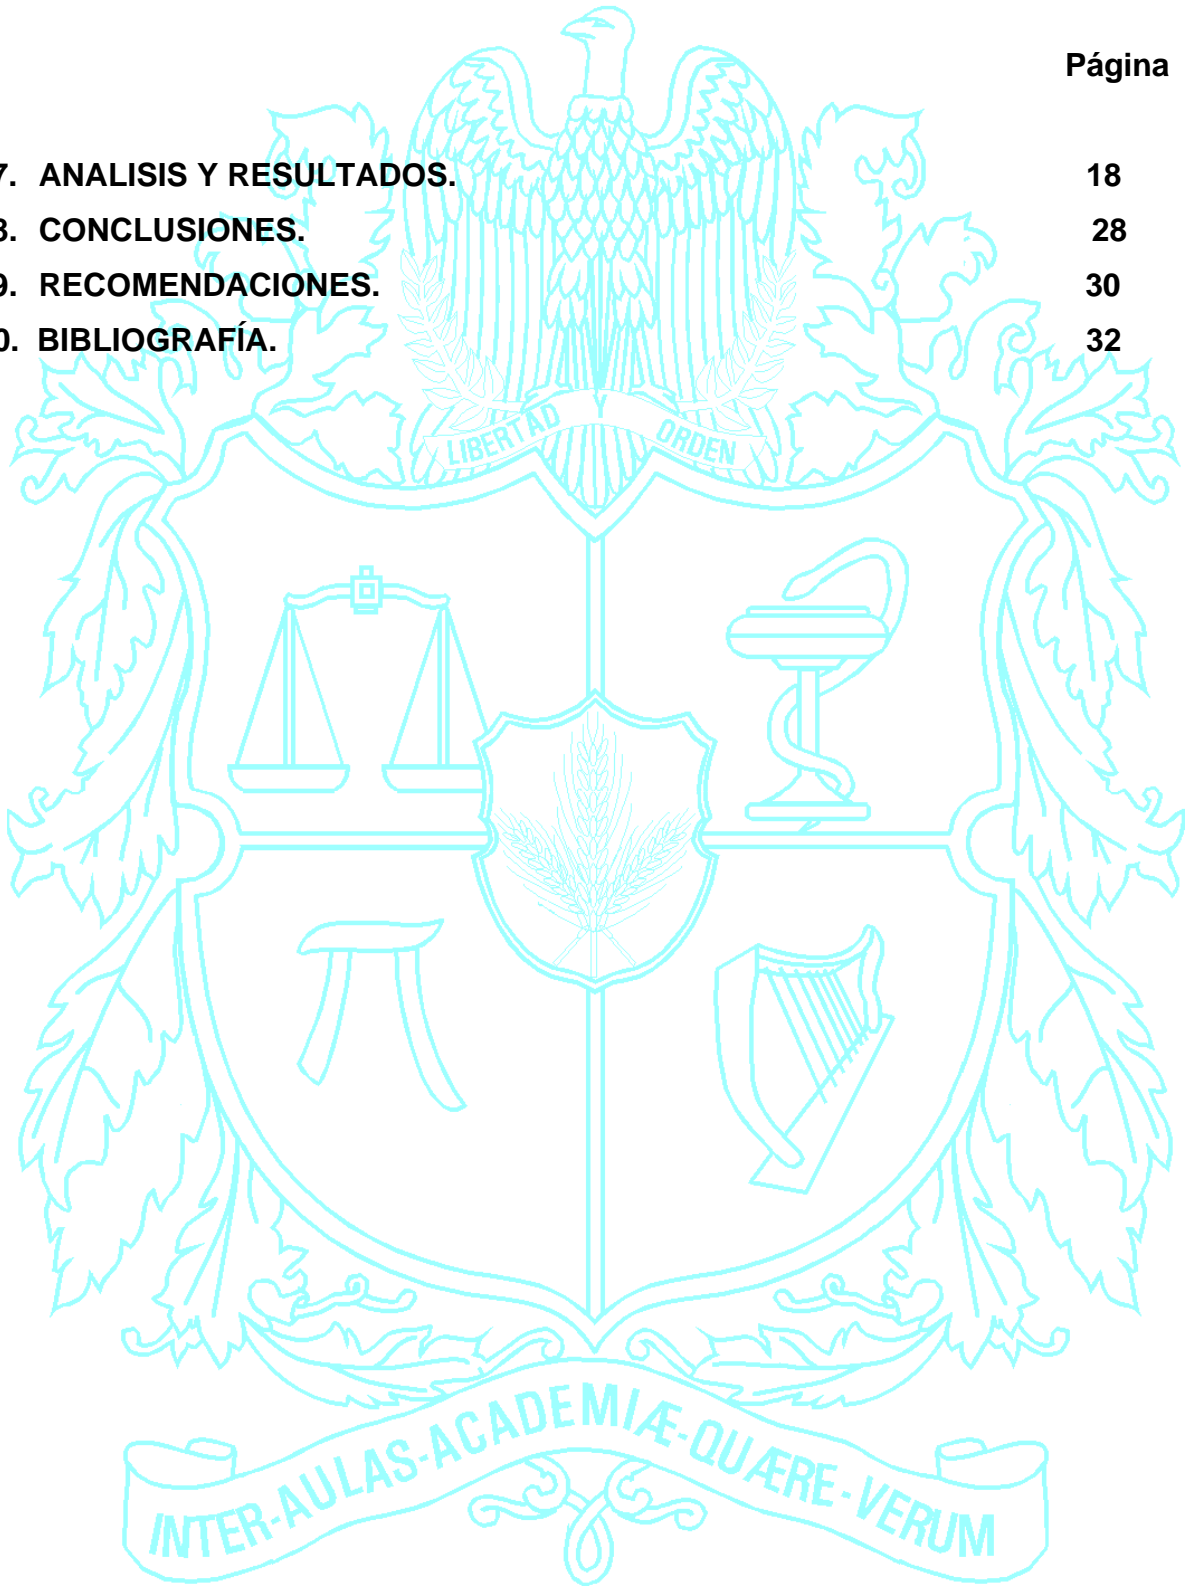 Página
7. ANALISIS Y RESULTADOS. 18
8. CONCLUSIONES. 28
9. RECOMENDACIONES. 30
0. BIBLIOGRAFÍA. 32
LIBERTAD Y ORDEN
INTER-AULAS-ACADEMIÆ-QUÆRE-VERUM